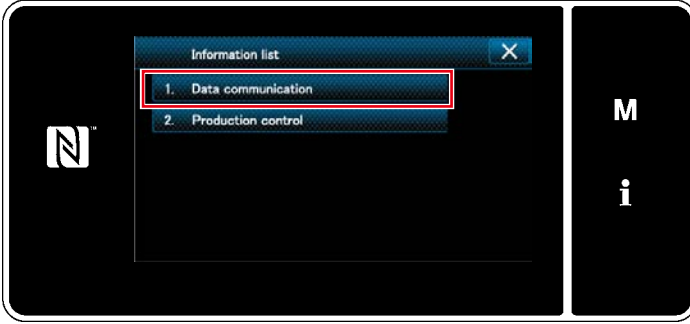 Information list
1. Data communication
2. Production control
M
i